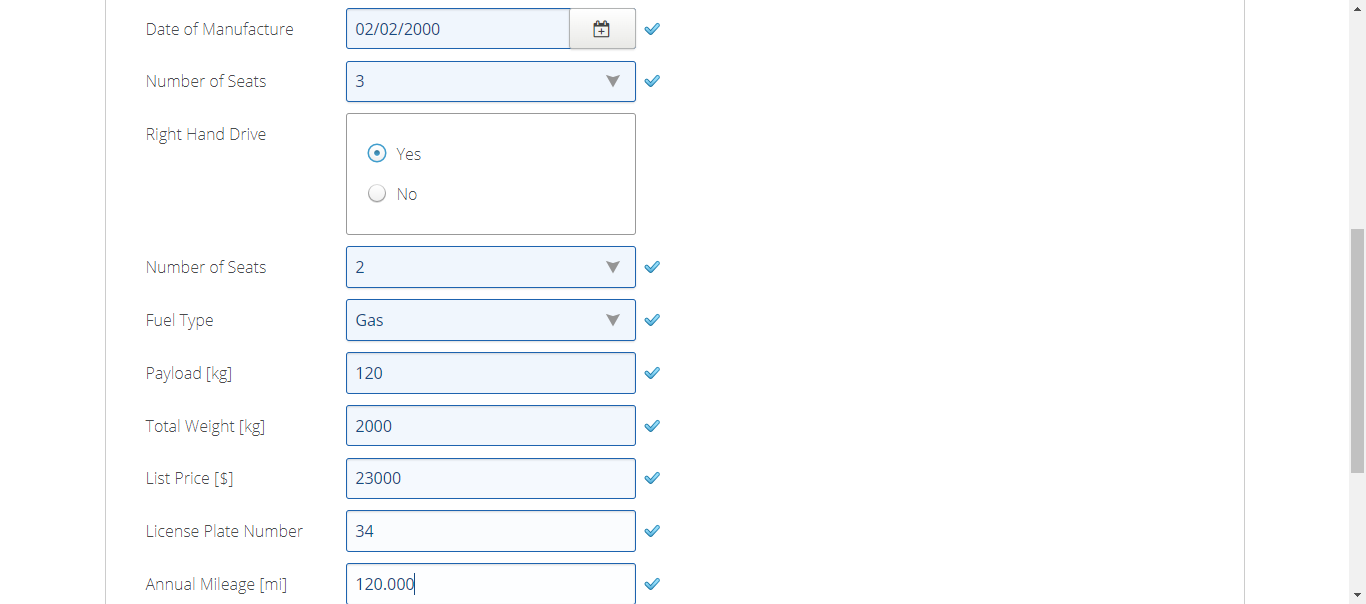 Date of Manufacture 02/02/2000
Number of Seats 3
Right Hand Drive
Yes
No
Number of Seats 2
Fuel Type Gas
Payload [kg] 120
Total Weight [kg] 2000
List Price [$] 23000
License Plate Number 34
Annual Mileage [mi] 120.000